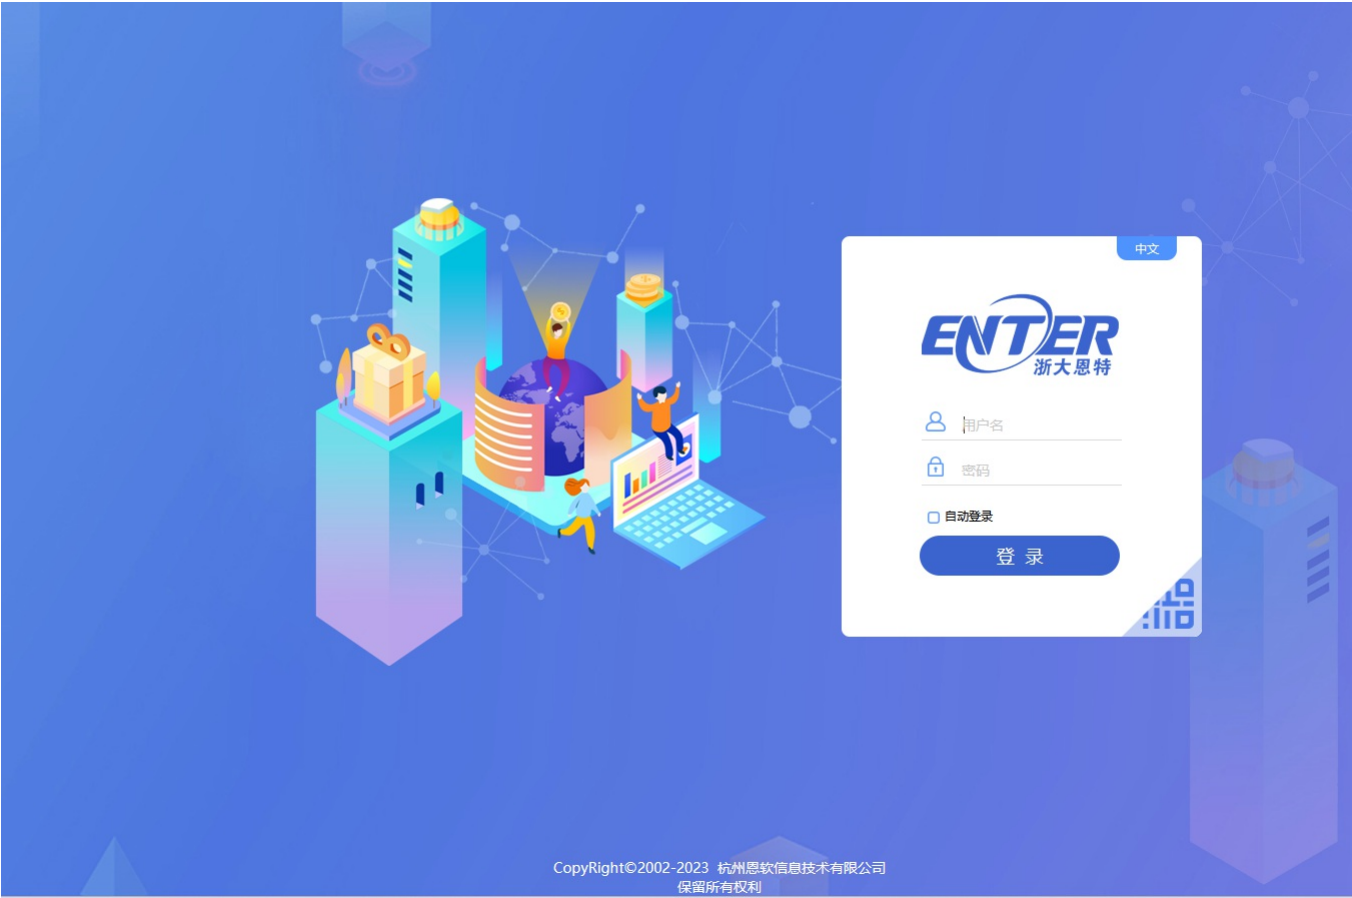 中文
ENTER
浙大恩特
用户名
密码
自动登录
登 录
CopyRight©2002-2023 杭州恩软信息技术有限公司
保留所有权利